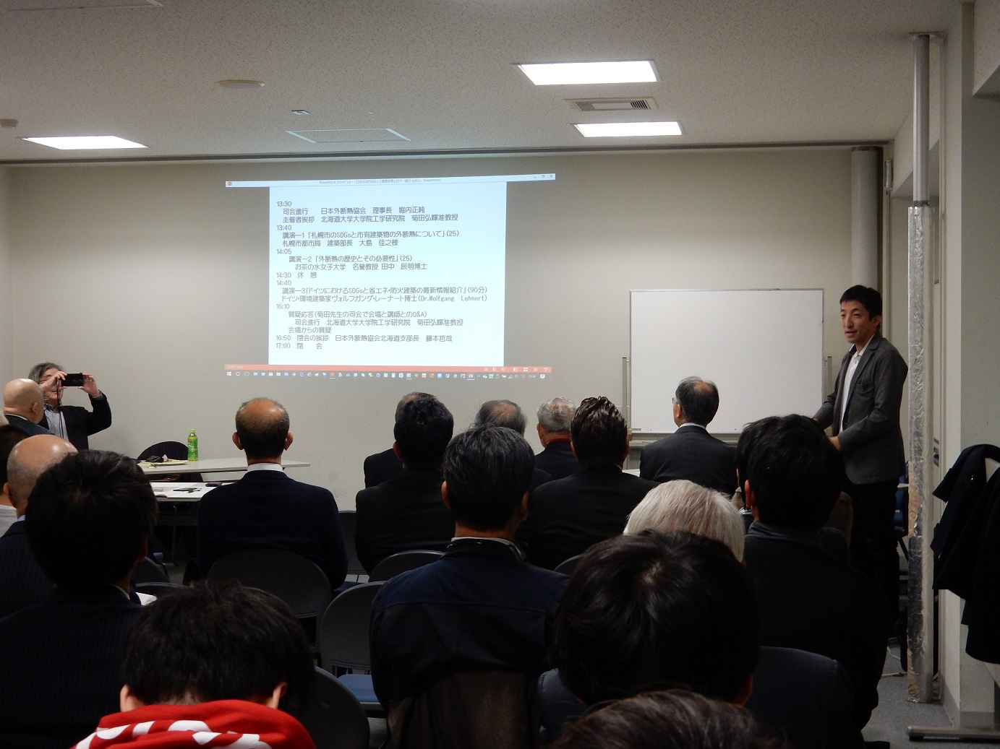 13:30
司会進行　日本外断熱協会　理事長　堀内正純
主催者挨拶　北海道大学大学院工学研究院　菊田弘輝准教授
13:40
講演－1「札幌市のSDGsと市有建築物の外断熱について」(25)
札幌市都市局　建築部長　大島　佳之様
14:05
講演－2「外断熱の歴史とその必要性」(25)
お茶の水女子大学　名誉教授 田中　辰明博士
14:30　休　憩
14:40
講演－3「ドイツにおけるSDGsと省エネ・防火建築の最新情報紹介」(90分)
ドイツ・環境建築家ヴォルフガング・レーナート博士(Dr.Wolfgang　Lehnert)
16:10
質疑応答(菊田先生の司会で会場と講師とのQ&A)
司会進行　北海道大学大学院工学研究院　菊田弘輝准教授
会場からの質疑
16:50　閉会の挨拶　日本外断熱協会北海道支部長　藤本哲哉
17:00　閉　会